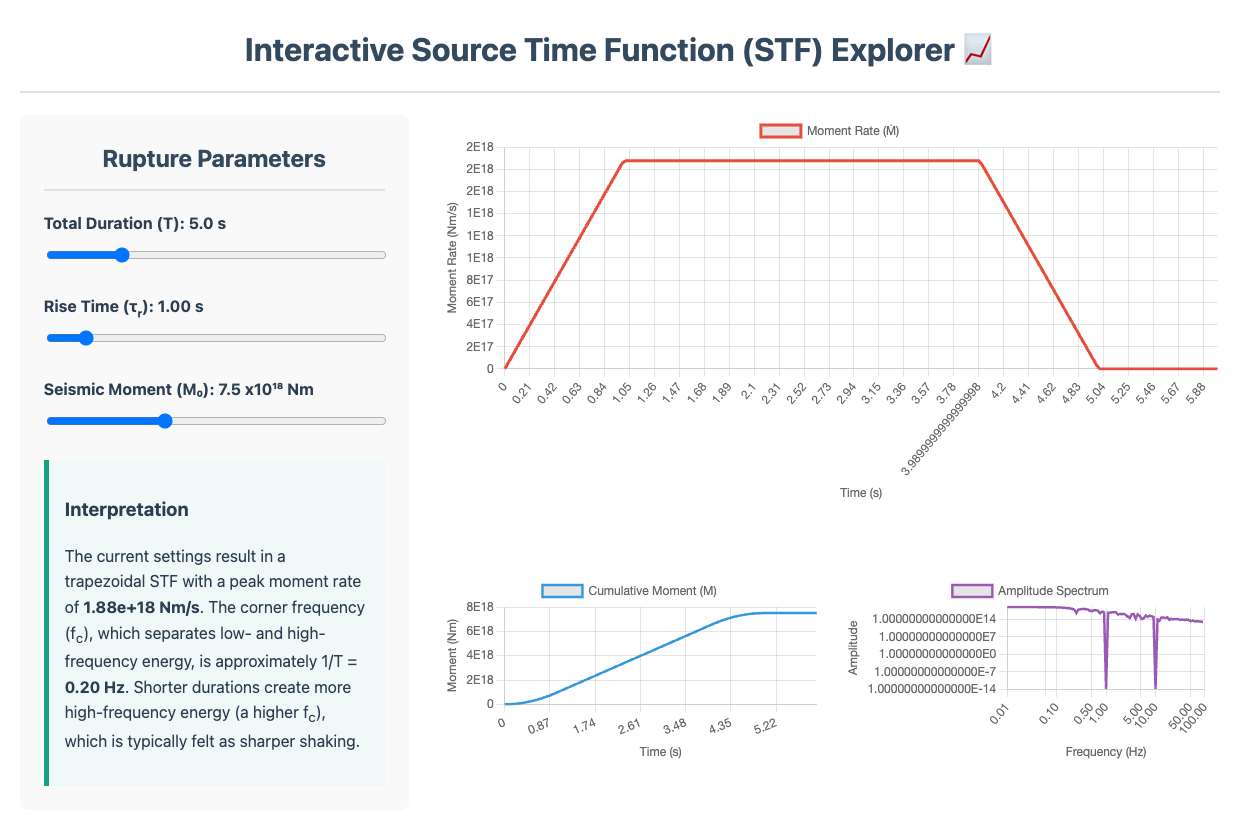 Interactive Source Time Function (STF) Explorer 📈
Rupture Parameters
Total Duration (T): 5.0 s
Rise Time (τr): 1.00 s
Seismic Moment (M₀): 7.5 x10¹⁸ Nm
Interpretation
The current settings result in a
trapezoidal STF with a peak moment rate
of 1.88e+18 Nm/s. The corner frequency
(fc), which separates low- and high-
frequency energy, is approximately 1/T =
0.20 Hz. Shorter durations create more
high-frequency energy (a higher fc),
which is typically felt as sharper shaking.
Moment Rate (Ṁ)
Moment Rate (Nm/s)
2E18
2E18
2E18
1E18
1E18
1E18
8E17
6E17
4E17
2E17
0
0 0.21 0.42 0.63 0.84 1.05 1.26 1.47 1.68 1.89 2.1 2.31 2.52 2.73 2.94 3.15 3.36 3.57 3.78 3.9899999999999998 4.2 4.41 4.62 4.83 5.04 5.25 5.46 5.67 5.88
Time (s)
Cumulative Moment (M)
Moment (Nm)
8E18
6E18
4E18
2E18
0
0 0.87 1.74 2.61 3.48 4.35 5.22
Time (s)
Amplitude Spectrum
Amplitude
1.00000000000000E14
1.00000000000000E7
1.00000000000000E0
1.00000000000000E-7
1.00000000000000E-14
0.01 0.10 0.50 1.00 5.00 10.00 50.00 100.00
Frequency (Hz)